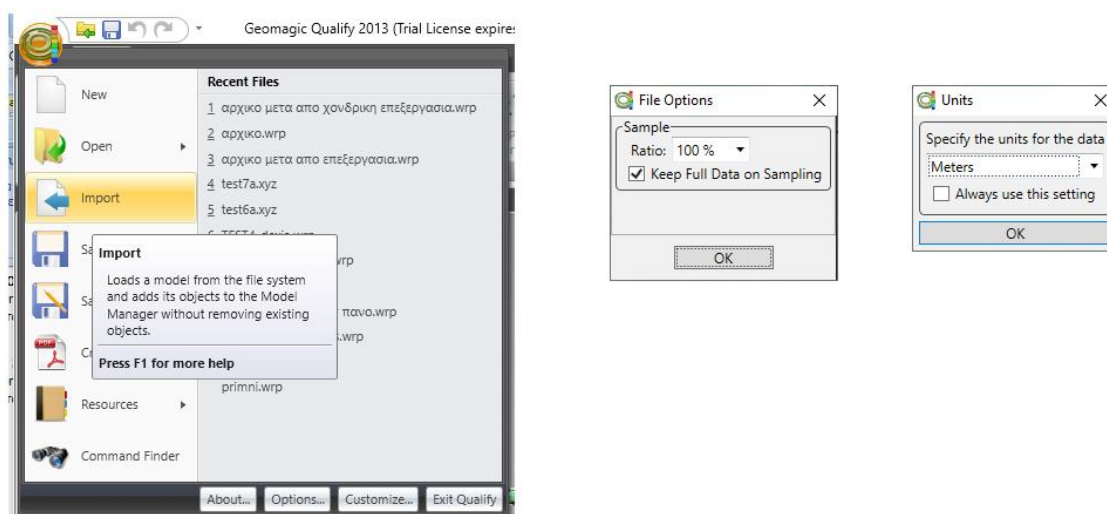 Geomagic Qualify 2013 (Trial License expire
New
Open
Import
Import
Loads a model from the file system
and adds its objects to the Model
Manager without removing existing
objects.
Press F1 for more help
Resources
Command Finder
Recent Files
1 αρχικο μετα απο χονδρικη επεξεργασια.wrp
2 αρχικο.wrp
3 αρχικο μετα απο επεξεργασια.wrp
4 test7a.xyz
5 test6a.xyz
πανο.wrp
primni.wrp
About...
Options...
Customize...
Exit Qualify
File Options
Sample
Ratio: 100 %
Keep Full Data on Sampling
OK
Units
Specify the units for the data
Meters
Always use this setting
OK